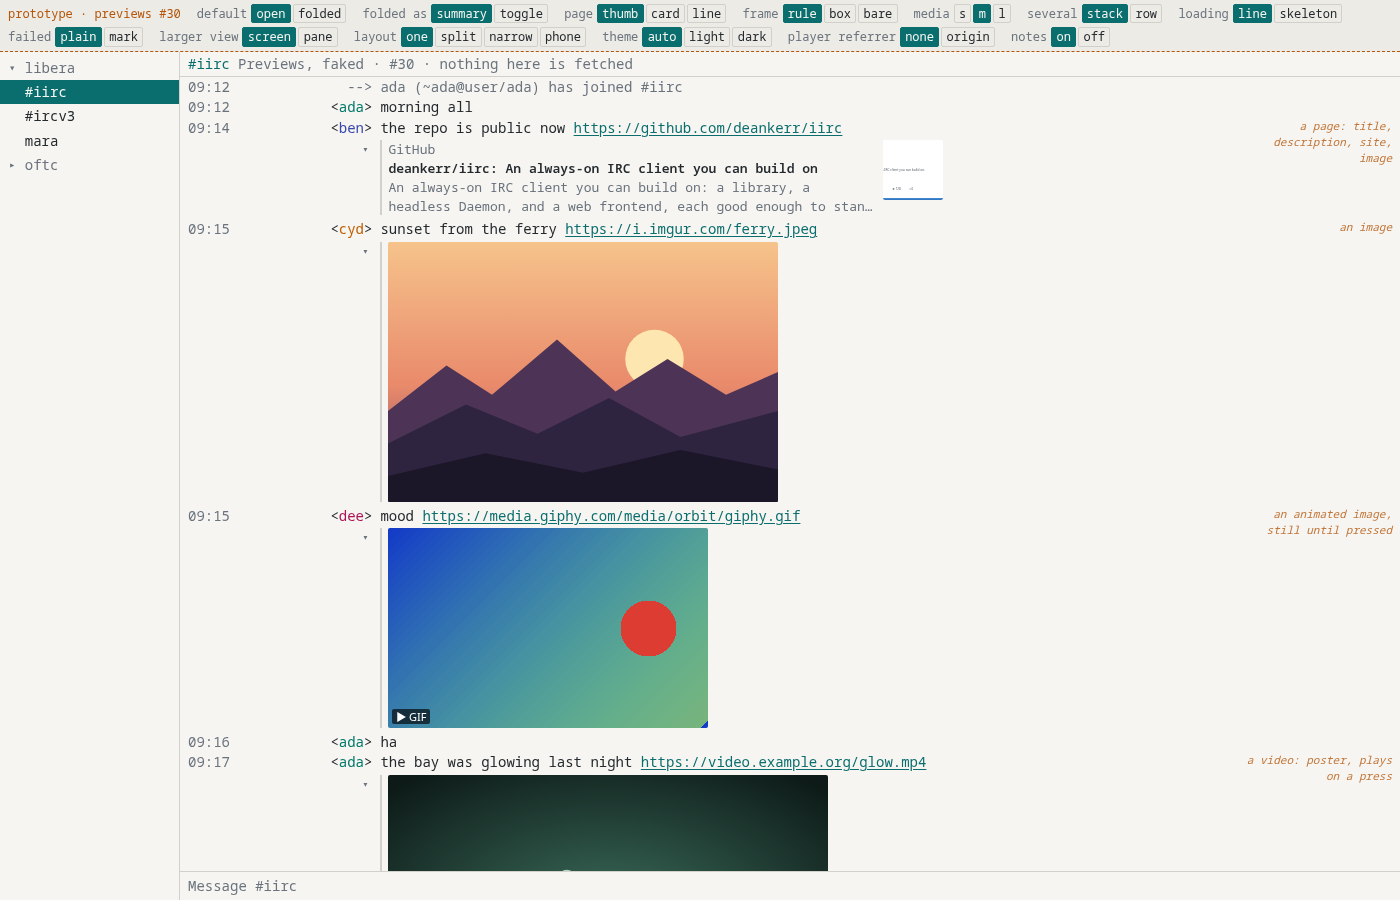 prototype · previews #30 default open folded folded as summary toggle page thumb card line frame rule box bare media s m l several stack row loading line skeleton
failed plain mark larger view screen pane layout one split narrow phone theme auto light dark player referrer none origin notes on off
▾ libera
#iirc
#ircv3
mara
▸ oftc
#iirc Previews, faked · #30 · nothing here is fetched
09:12 --> ada (~ada@user/ada) has joined #iirc
09:12 <ada> morning all
09:14 <ben> the repo is public now https://github.com/deankerr/iirc
a page: title,
description, site,
image
GitHub
deankerr/iirc: An always-on IRC client you can build on
An always-on IRC client you can build on: a library, a
headless Daemon, and a web frontend, each good enough to stan…
09:15 <cyd> sunset from the ferry https://i.imgur.com/ferry.jpeg
an image
09:15 <dee> mood https://media.giphy.com/media/orbit/giphy.gif
an animated image,
still until pressed
▶ GIF
09:16 <ada> ha
09:17 <ada> the bay was glowing last night https://video.example.org/glow.mp4
a video: poster, plays
on a press
Message #iirc